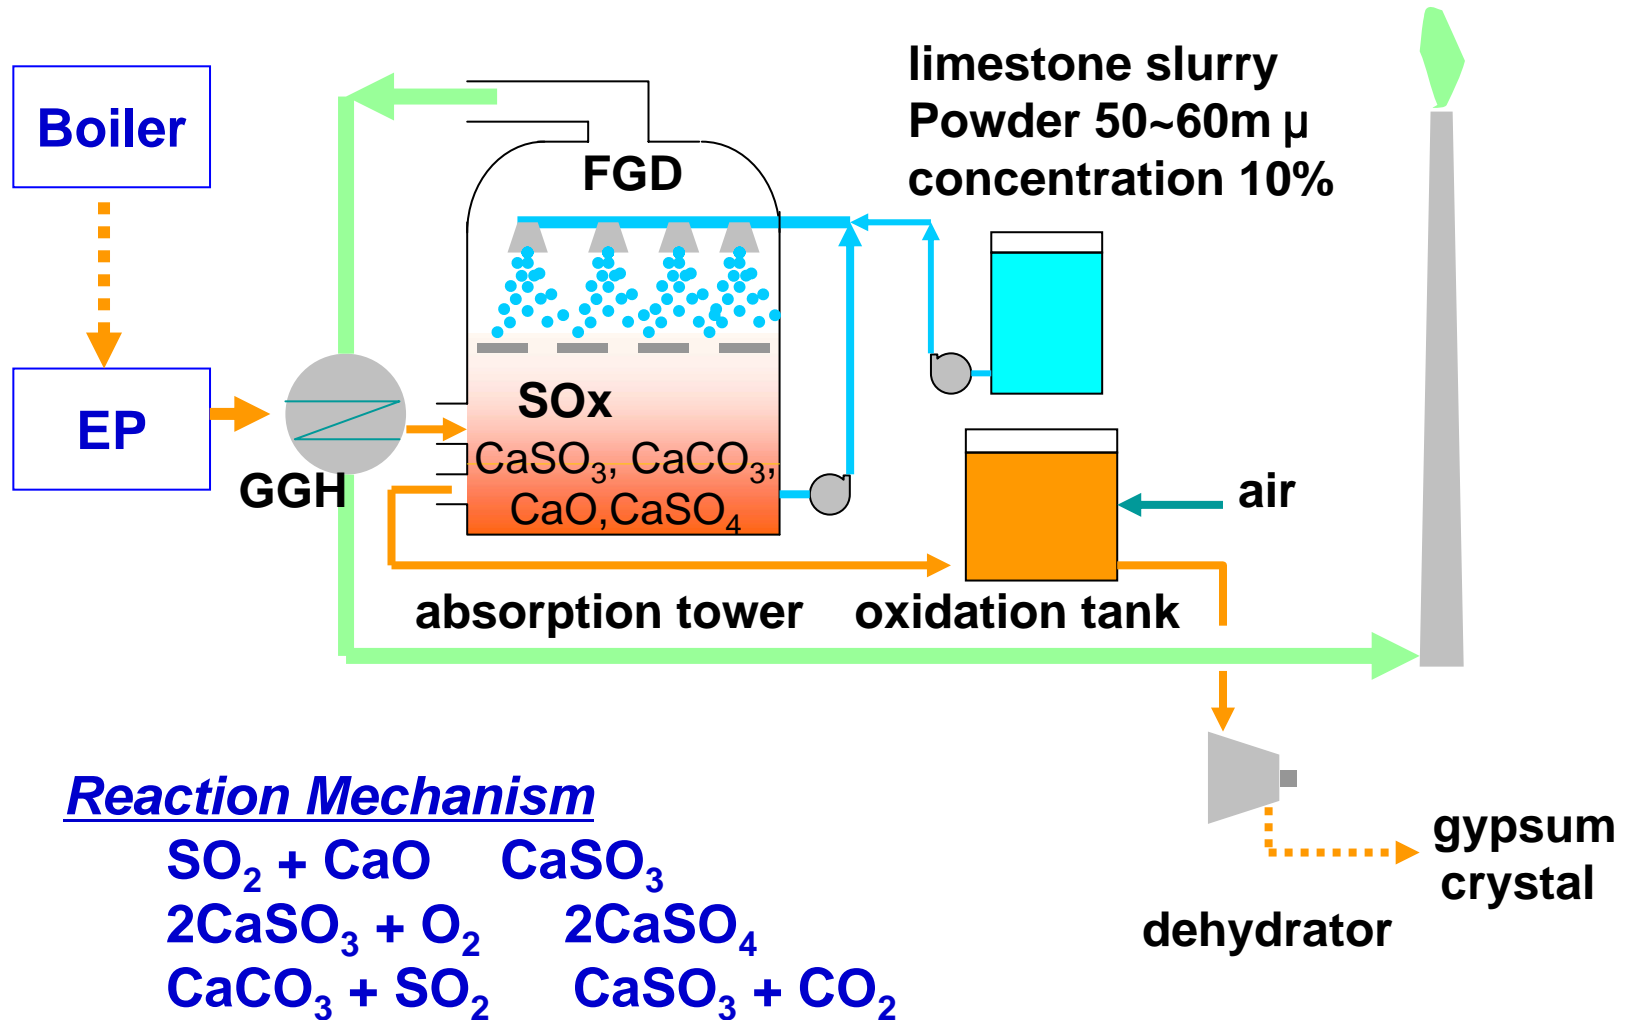 Boiler
limestone slurry
Powder 50~60m μ
concentration 10%
FGD
EP
SOx
CaSO₃, CaCO₃,
CaO,CaSO₄
GGH
air
absorption tower
oxidation tank
Reaction Mechanism
SO₂ + CaO CaSO₃
2CaSO₃ + O₂ 2CaSO₄
CaCO₃ + SO₂ CaSO₃ + CO₂
gypsum
crystal
dehydrator